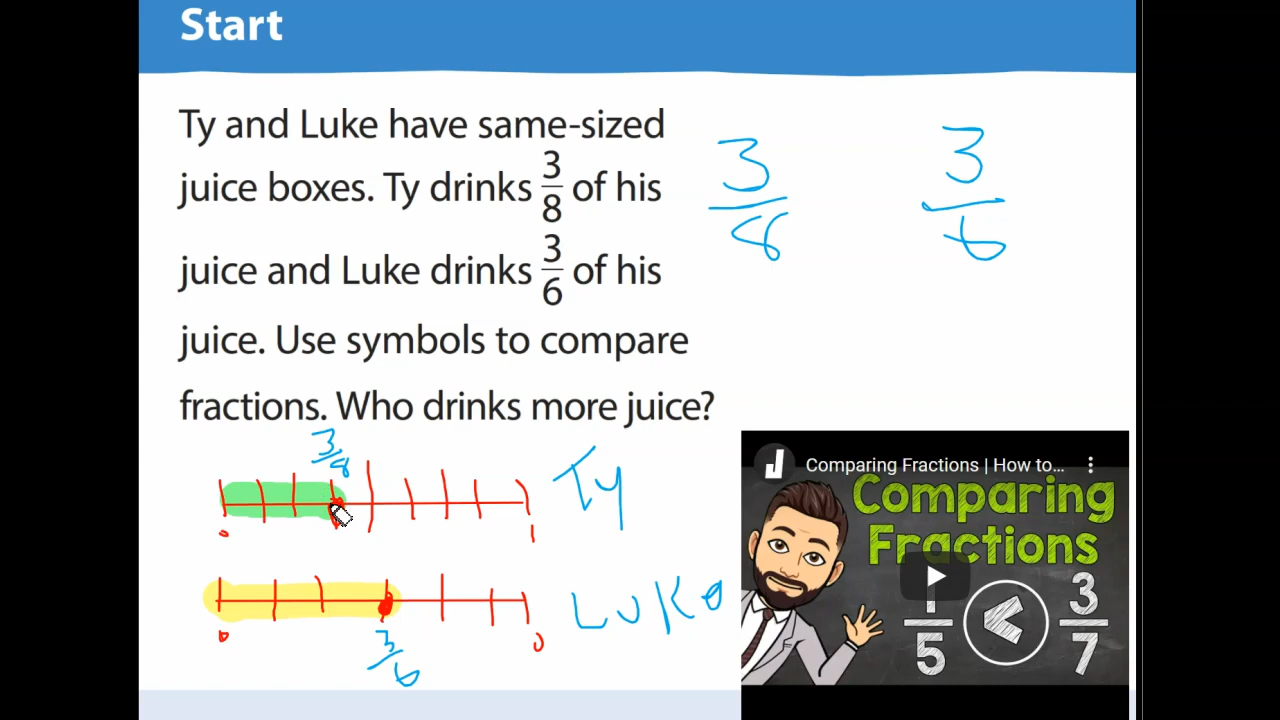 Start
Ty and Luke have same-sized
juice boxes. Ty drinks 3/8 of his
juice and Luke drinks 3/6 of his
juice. Use symbols to compare
fractions. Who drinks more juice?
3/8 3/6
3/8
Ty
0 1
Luke
0 0
3/6
J Comparing Fractions | How to...
Comparing
Fractions
1/5 < 3/7